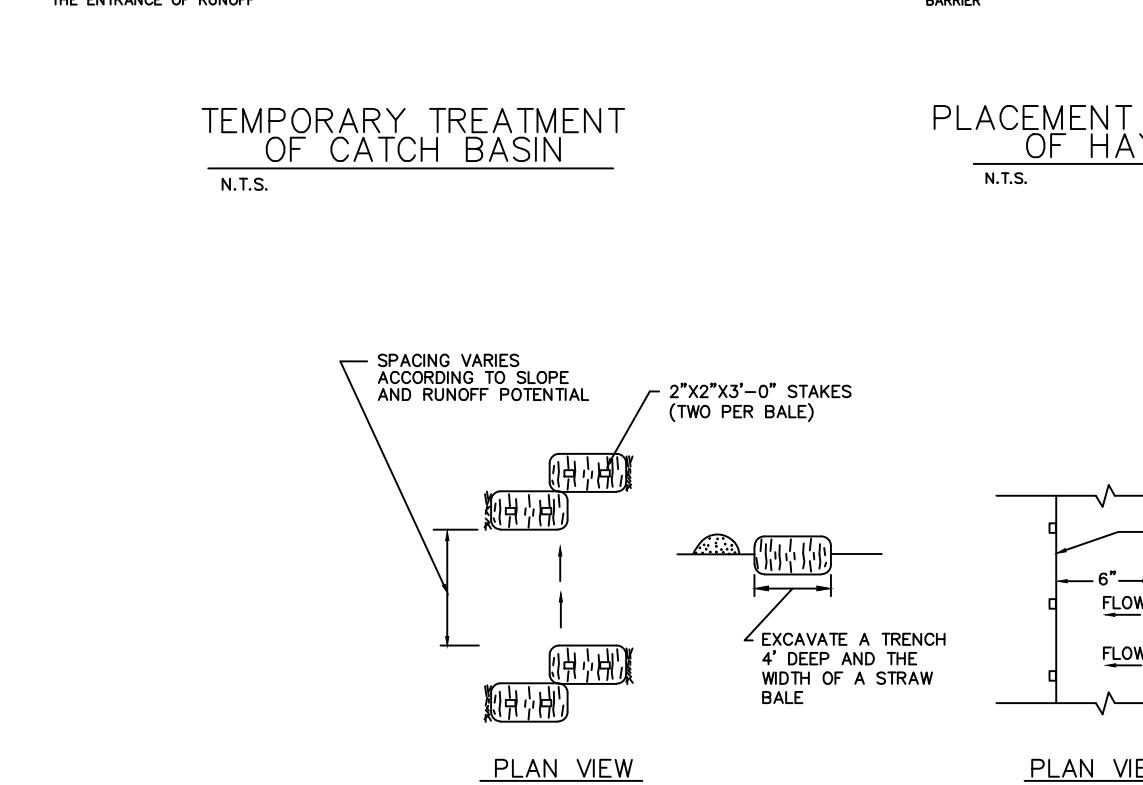 THE ENTRANCE OF RUNOFF
BARRIER
TEMPORARY TREATMENT
OF CATCH BASIN
N.T.S.
PLACEMENT
OF HAY
N.T.S.
SPACING VARIES
ACCORDING TO SLOPE
AND RUNOFF POTENTIAL
2"X2"X3'-0" STAKES
(TWO PER BALE)
EXCAVATE A TRENCH
4' DEEP AND THE
WIDTH OF A STRAW
BALE
6"
FLOW
FLOW
PLAN VIEW
PLAN VIE